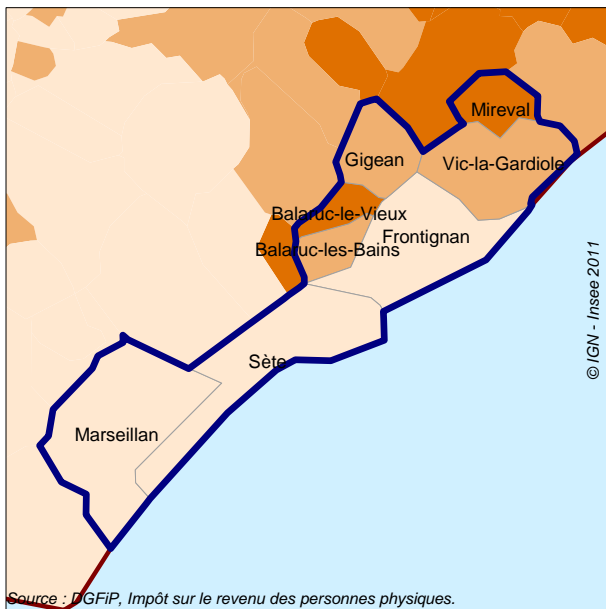 Mireval
Gigean
Vic-la-Gardiole
Balaruc-le-Vieux
Frontignan
Balaruc-les-Bains
Sète
Marseillan
© IGN - Insee 2011
Source : DGFiP, Impôt sur le revenu des personnes physiques.